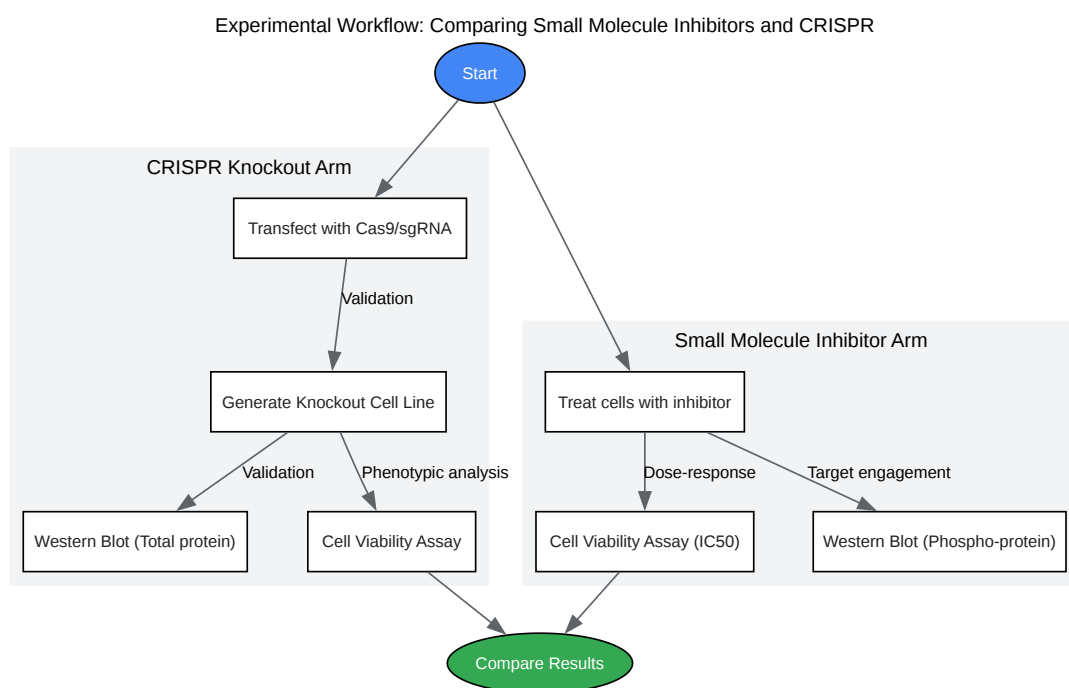 Experimental Workflow: Comparing Small Molecule Inhibitors and CRISPR
Start
CRISPR Knockout Arm
Transfect with Cas9/sgRNA
Validation
Small Molecule Inhibitor Arm
Generate Knockout Cell Line
Treat cells with inhibitor
Validation
Phenotypic analysis
Dose-response
Target engagement
Western Blot (Total protein)
Cell Viability Assay
Cell Viability Assay (IC50)
Western Blot (Phospho-protein)
Compare Results